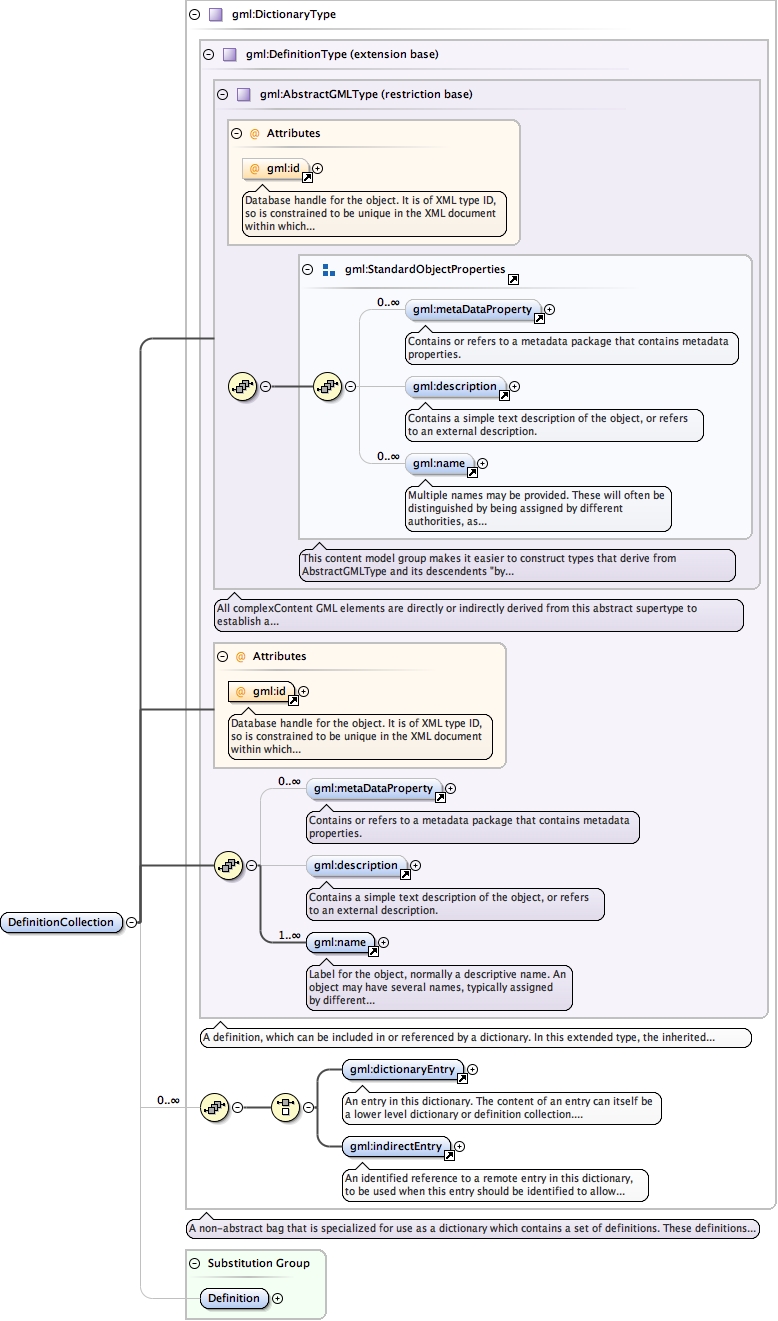 gml:DictionaryType
gml:DefinitionType (extension base)
gml:AbstractGMLType (restriction base)
@ Attributes
@ gml:id
Database handle for the object. It is of XML type ID,
so is constrained to be unique in the XML document
within which...
gml:StandardObjectProperties
0..∞
gml:metaDataProperty
Contains or refers to a metadata package that contains metadata
properties.
gml:description
Contains a simple text description of the object, or refers
to an external description.
0..∞
gml:name
Multiple names may be provided. These will often be
distinguished by being assigned by different
authorities, as...
This content model group makes it easier to construct types that derive from
AbstractGMLType and its descendents "by...
All complexContent GML elements are directly or indirectly derived from this abstract supertype to
establish a...
@ Attributes
@ gml:id
Database handle for the object. It is of XML type ID,
so is constrained to be unique in the XML document
within which...
0..∞
gml:metaDataProperty
Contains or refers to a metadata package that contains metadata
properties.
gml:description
Contains a simple text description of the object, or refers
to an external description.
DefinitionCollection
1..∞
gml:name
Label for the object, normally a descriptive name. An
object may have several names, typically assigned
by different...
A definition, which can be included in or referenced by a dictionary. In this extended type, the inherited...
0..∞
gml:dictionaryEntry
An entry in this dictionary. The content of an entry can itself be
a lower level dictionary or definition collection....
gml:indirectEntry
An identified reference to a remote entry in this dictionary,
to be used when this entry should be identified to allow...
A non-abstract bag that is specialized for use as a dictionary which contains a set of definitions. These definitions...
Substitution Group
Definition